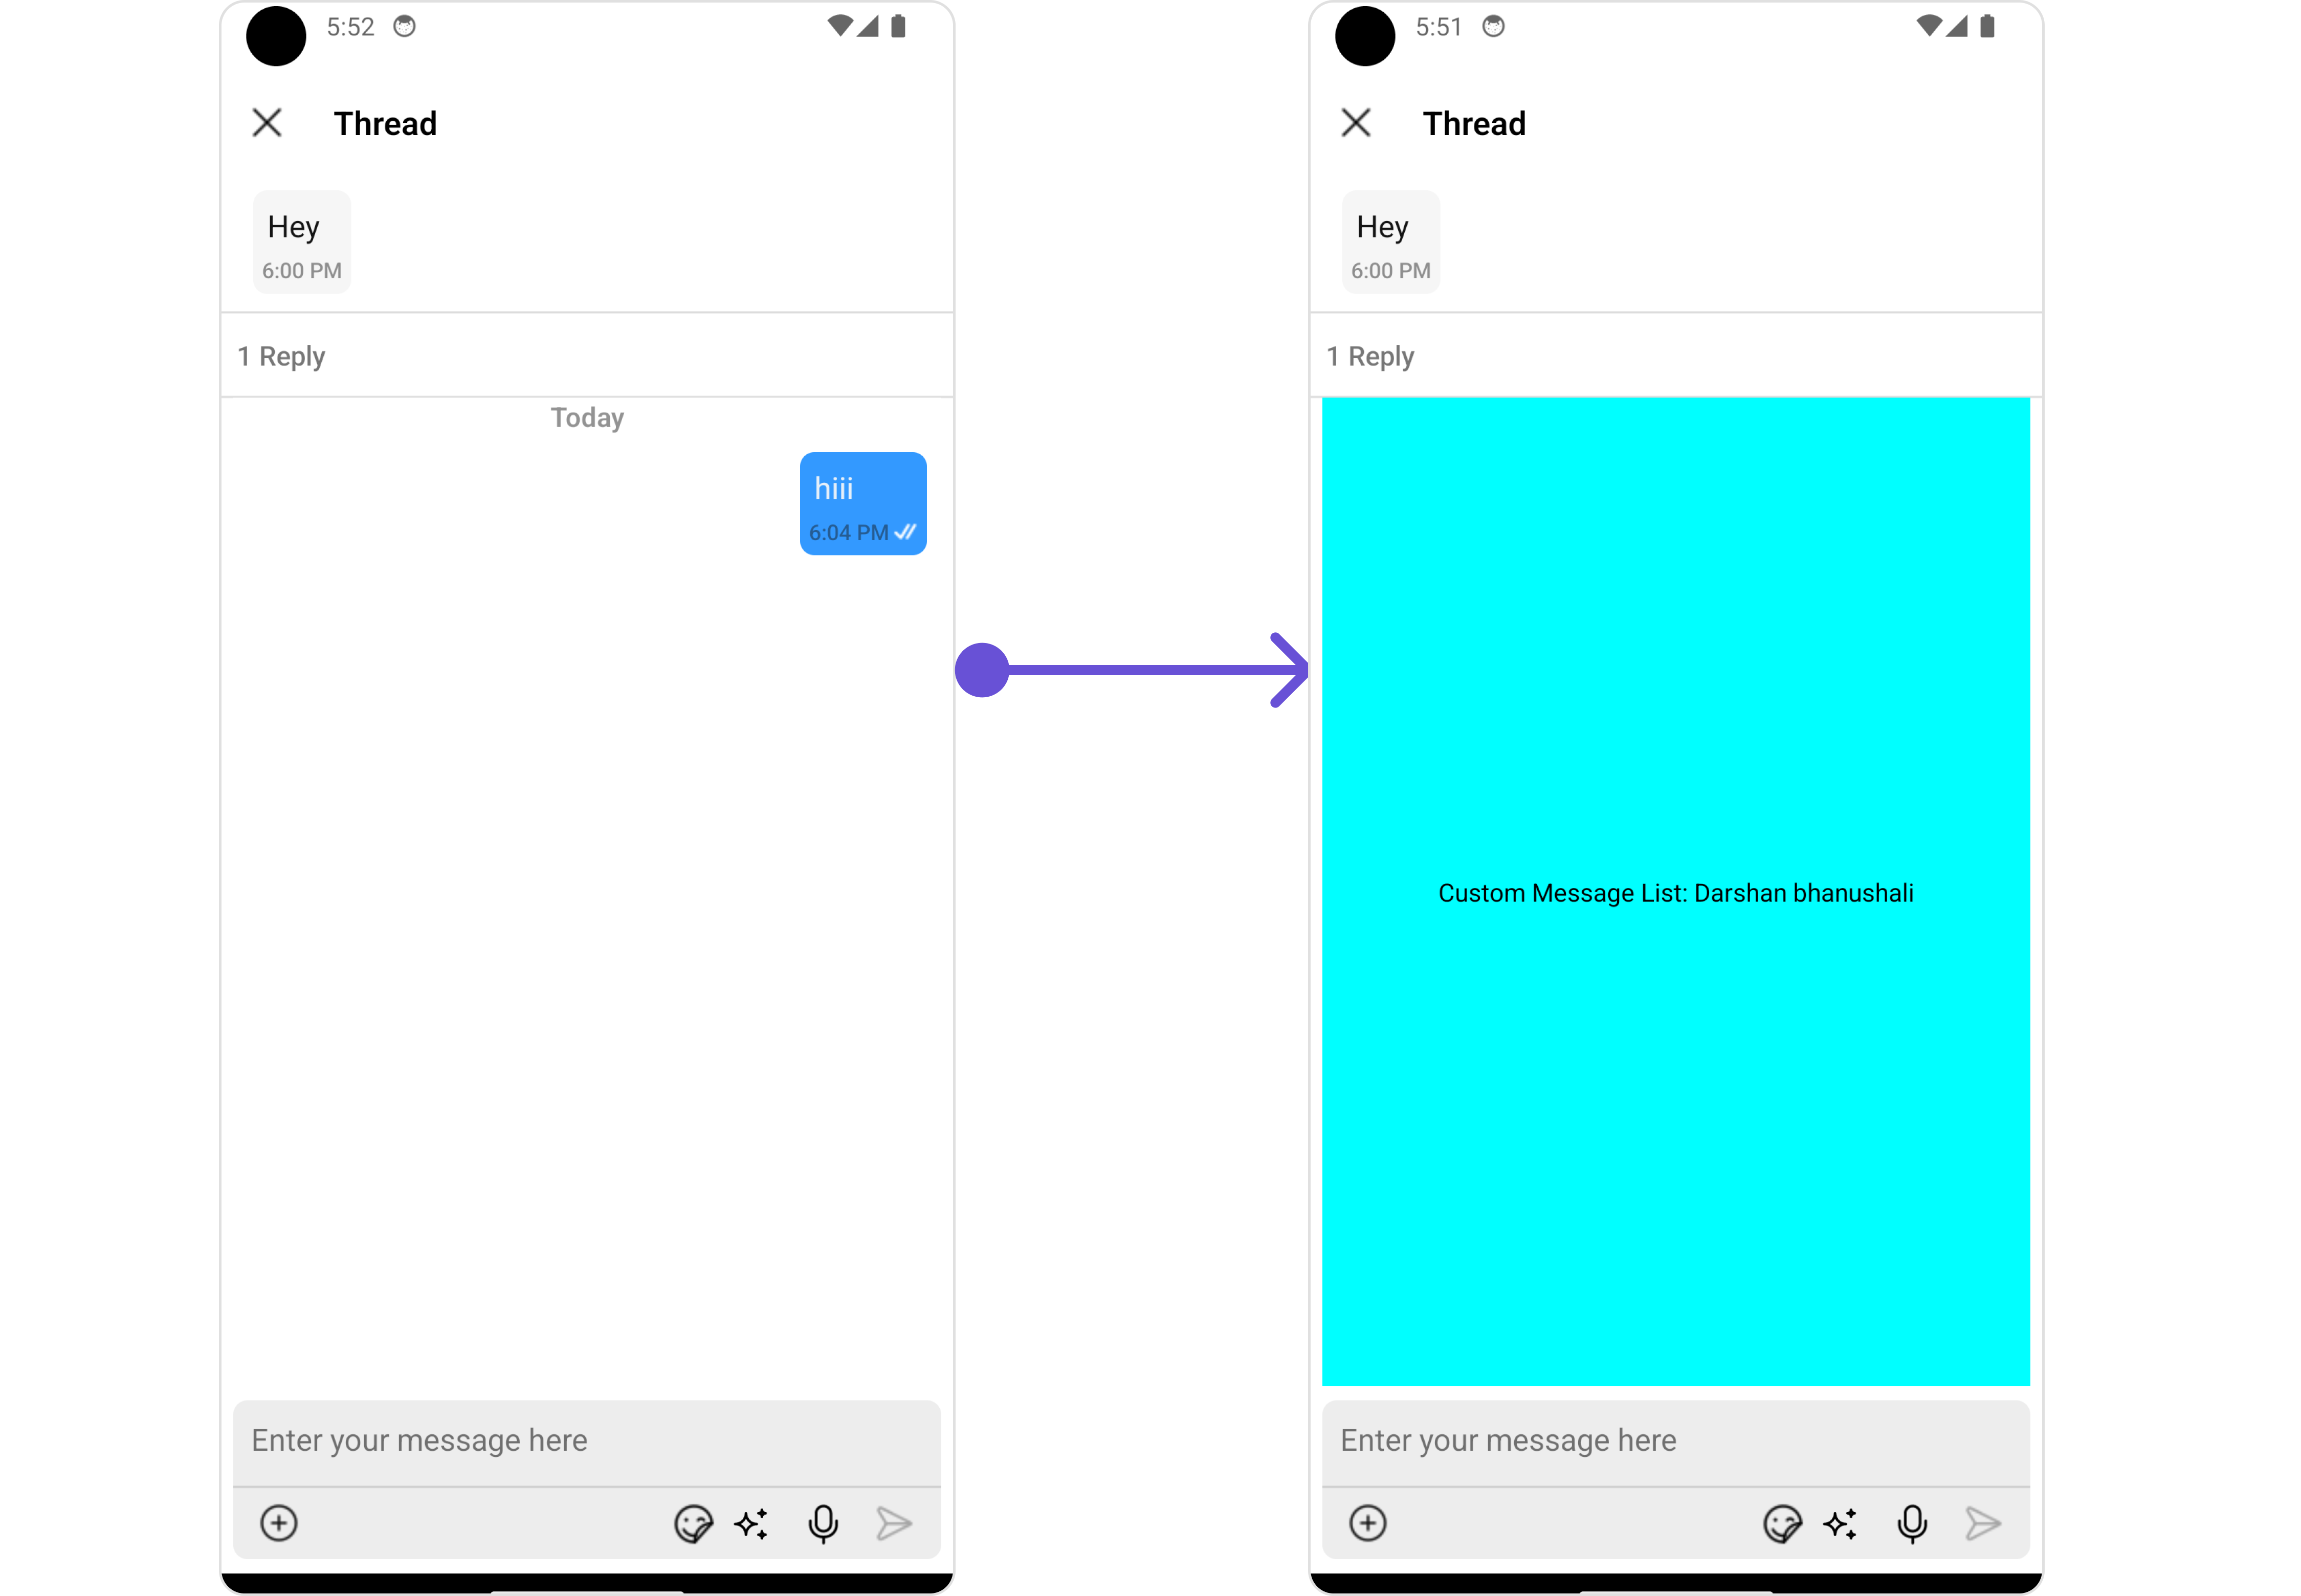 5:52
Thread
Hey
6:00 PM
1 Reply
Today
hiii
6:04 PM
Enter your message here
5:51
Thread
Hey
6:00 PM
1 Reply
Custom Message List: Darshan bhanushali
Enter your message here